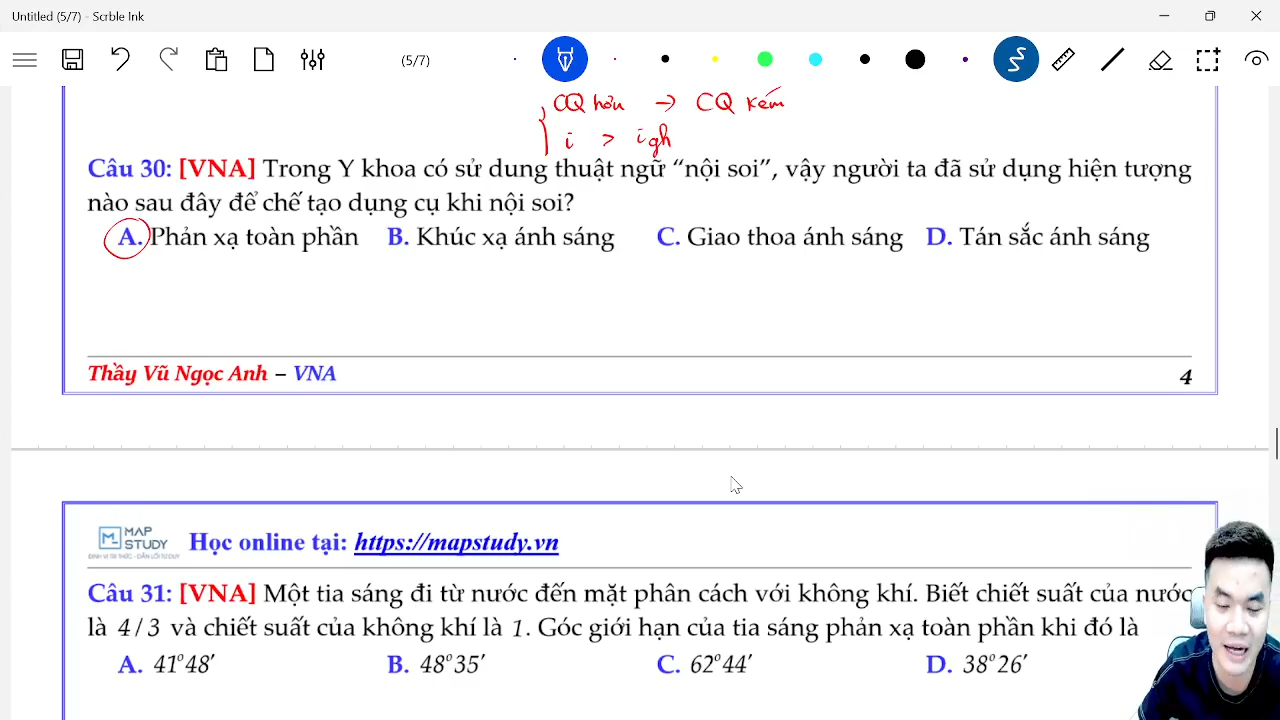 Untitled (5/7) - Scrble Ink
(5/7)
CQ hơn → CQ kém
i > igh
Câu 30: [VNA] Trong Y khoa có sử dung thuật ngữ “nội soi”, vậy người ta đã sử dụng hiện tượng
nào sau đây để chế tạo dụng cụ khi nội soi?
A. Phản xạ toàn phần B. Khúc xạ ánh sáng C. Giao thoa ánh sáng D. Tán sắc ánh sáng
Thầy Vũ Ngọc Anh – VNA 4
MAP
STUDY
Học online tại: https://mapstudy.vn
Câu 31: [VNA] Một tia sáng đi từ nước đến mặt phân cách với không khí. Biết chiết suất của nước
là 4/3 và chiết suất của không khí là 1. Góc giới hạn của tia sáng phản xạ toàn phần khi đó là
A. 41°48′ B. 48°35′ C. 62°44′ D. 38°26′